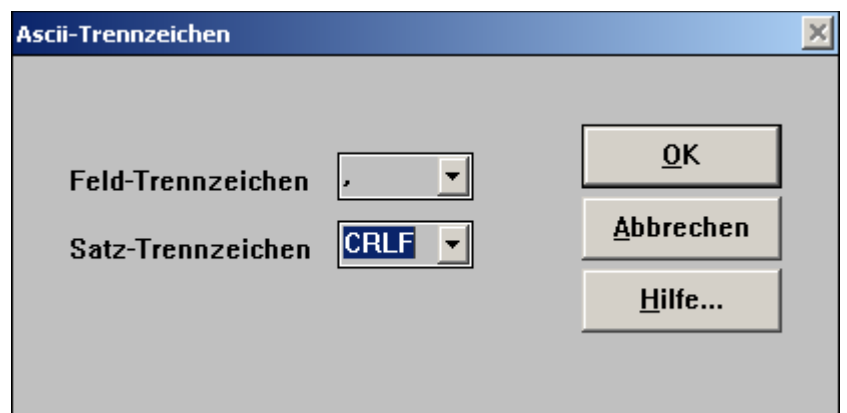 Ascii-Trennzeichen
Feld-Trennzeichen ,
Satz-Trennzeichen CRLF
OK
Abbrechen
Hilfe...